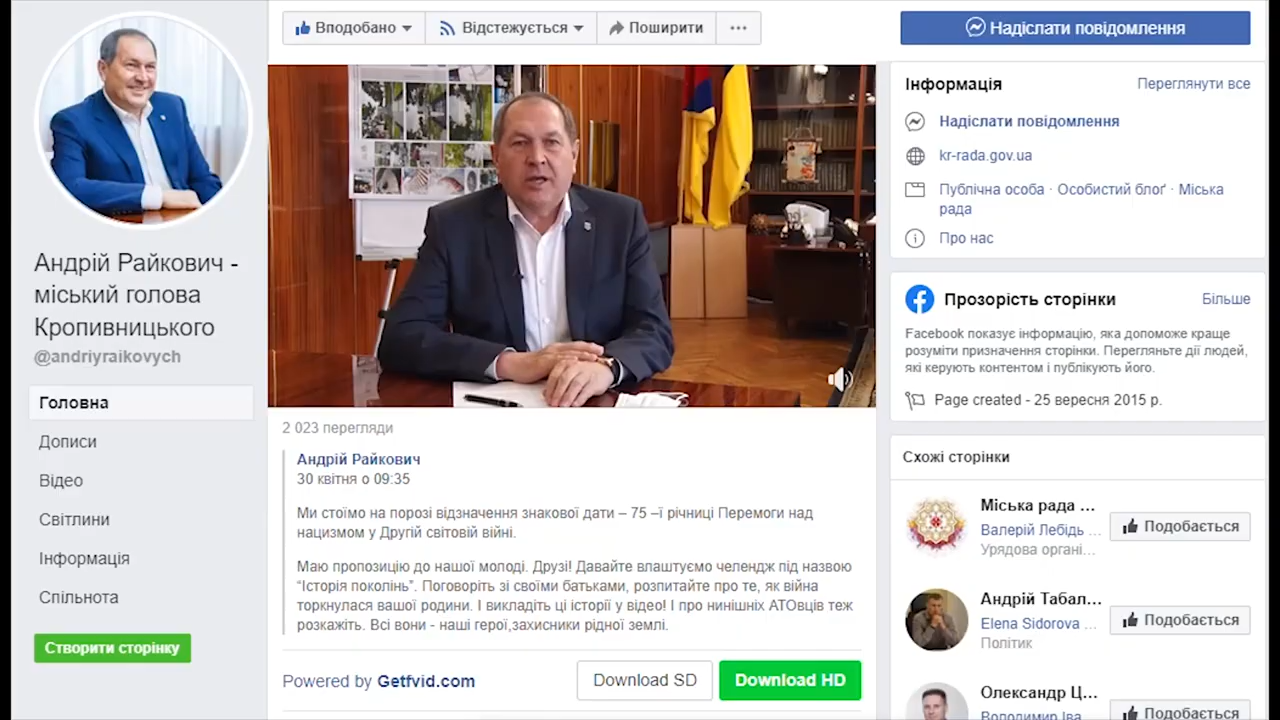 Андрій Райкович -
міський голова
Кропивницького
@andriyraikovych
Головна
Дописи
Відео
Світлини
Інформація
Спільнота
Створити сторінку
Вподобано
Відстежується
Поширити
...
2 023 перегляди
Андрій Райкович
30 квітня о 09:35
Ми стоїмо на порозі відзначення знакової дати – 75 –ї річниці Перемоги над
нацизмом у Другій світовій війні.
Маю пропозицію до нашої молоді. Друзі! Давайте влаштуємо челендж під назвою
“Історія поколінь”. Поговоріть зі своїми батьками, розпитайте про те, як війна
торкнулася вашої родини. І викладіть ці історії у відео! І про нинішніх АТОвців теж
розкажіть. Всі вони - наші герої,захисники рідної землі.
Powered by Getfvid.com
Download SD
Download HD
Надіслати повідомлення
Інформація
Переглянути все
Надіслати повідомлення
kr-rada.gov.ua
Публічна особа · Особистий блоґ · Міська
рада
Про нас
Прозорість сторінки
Більше
Facebook показує інформацію, яка допоможе краще
розуміти призначення сторінки. Перегляньте дії людей,
які керують контентом і публікують його.
Page created - 25 вересня 2015 р.
Схожі сторінки
Міська рада ...
Валерій Лебідь ...
Урядова органі...
Подобається
Андрій Табал...
Elena Sidorova ...
Політик
Подобається
Олександр Ц...
Володимир Іва...
Подобається